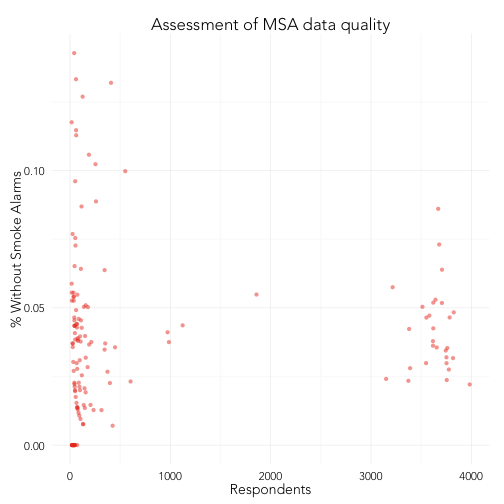 Assessment of MSA data quality
% Without Smoke Alarms
0.10
0.05
0.00
0
1000
2000
3000
4000
Respondents